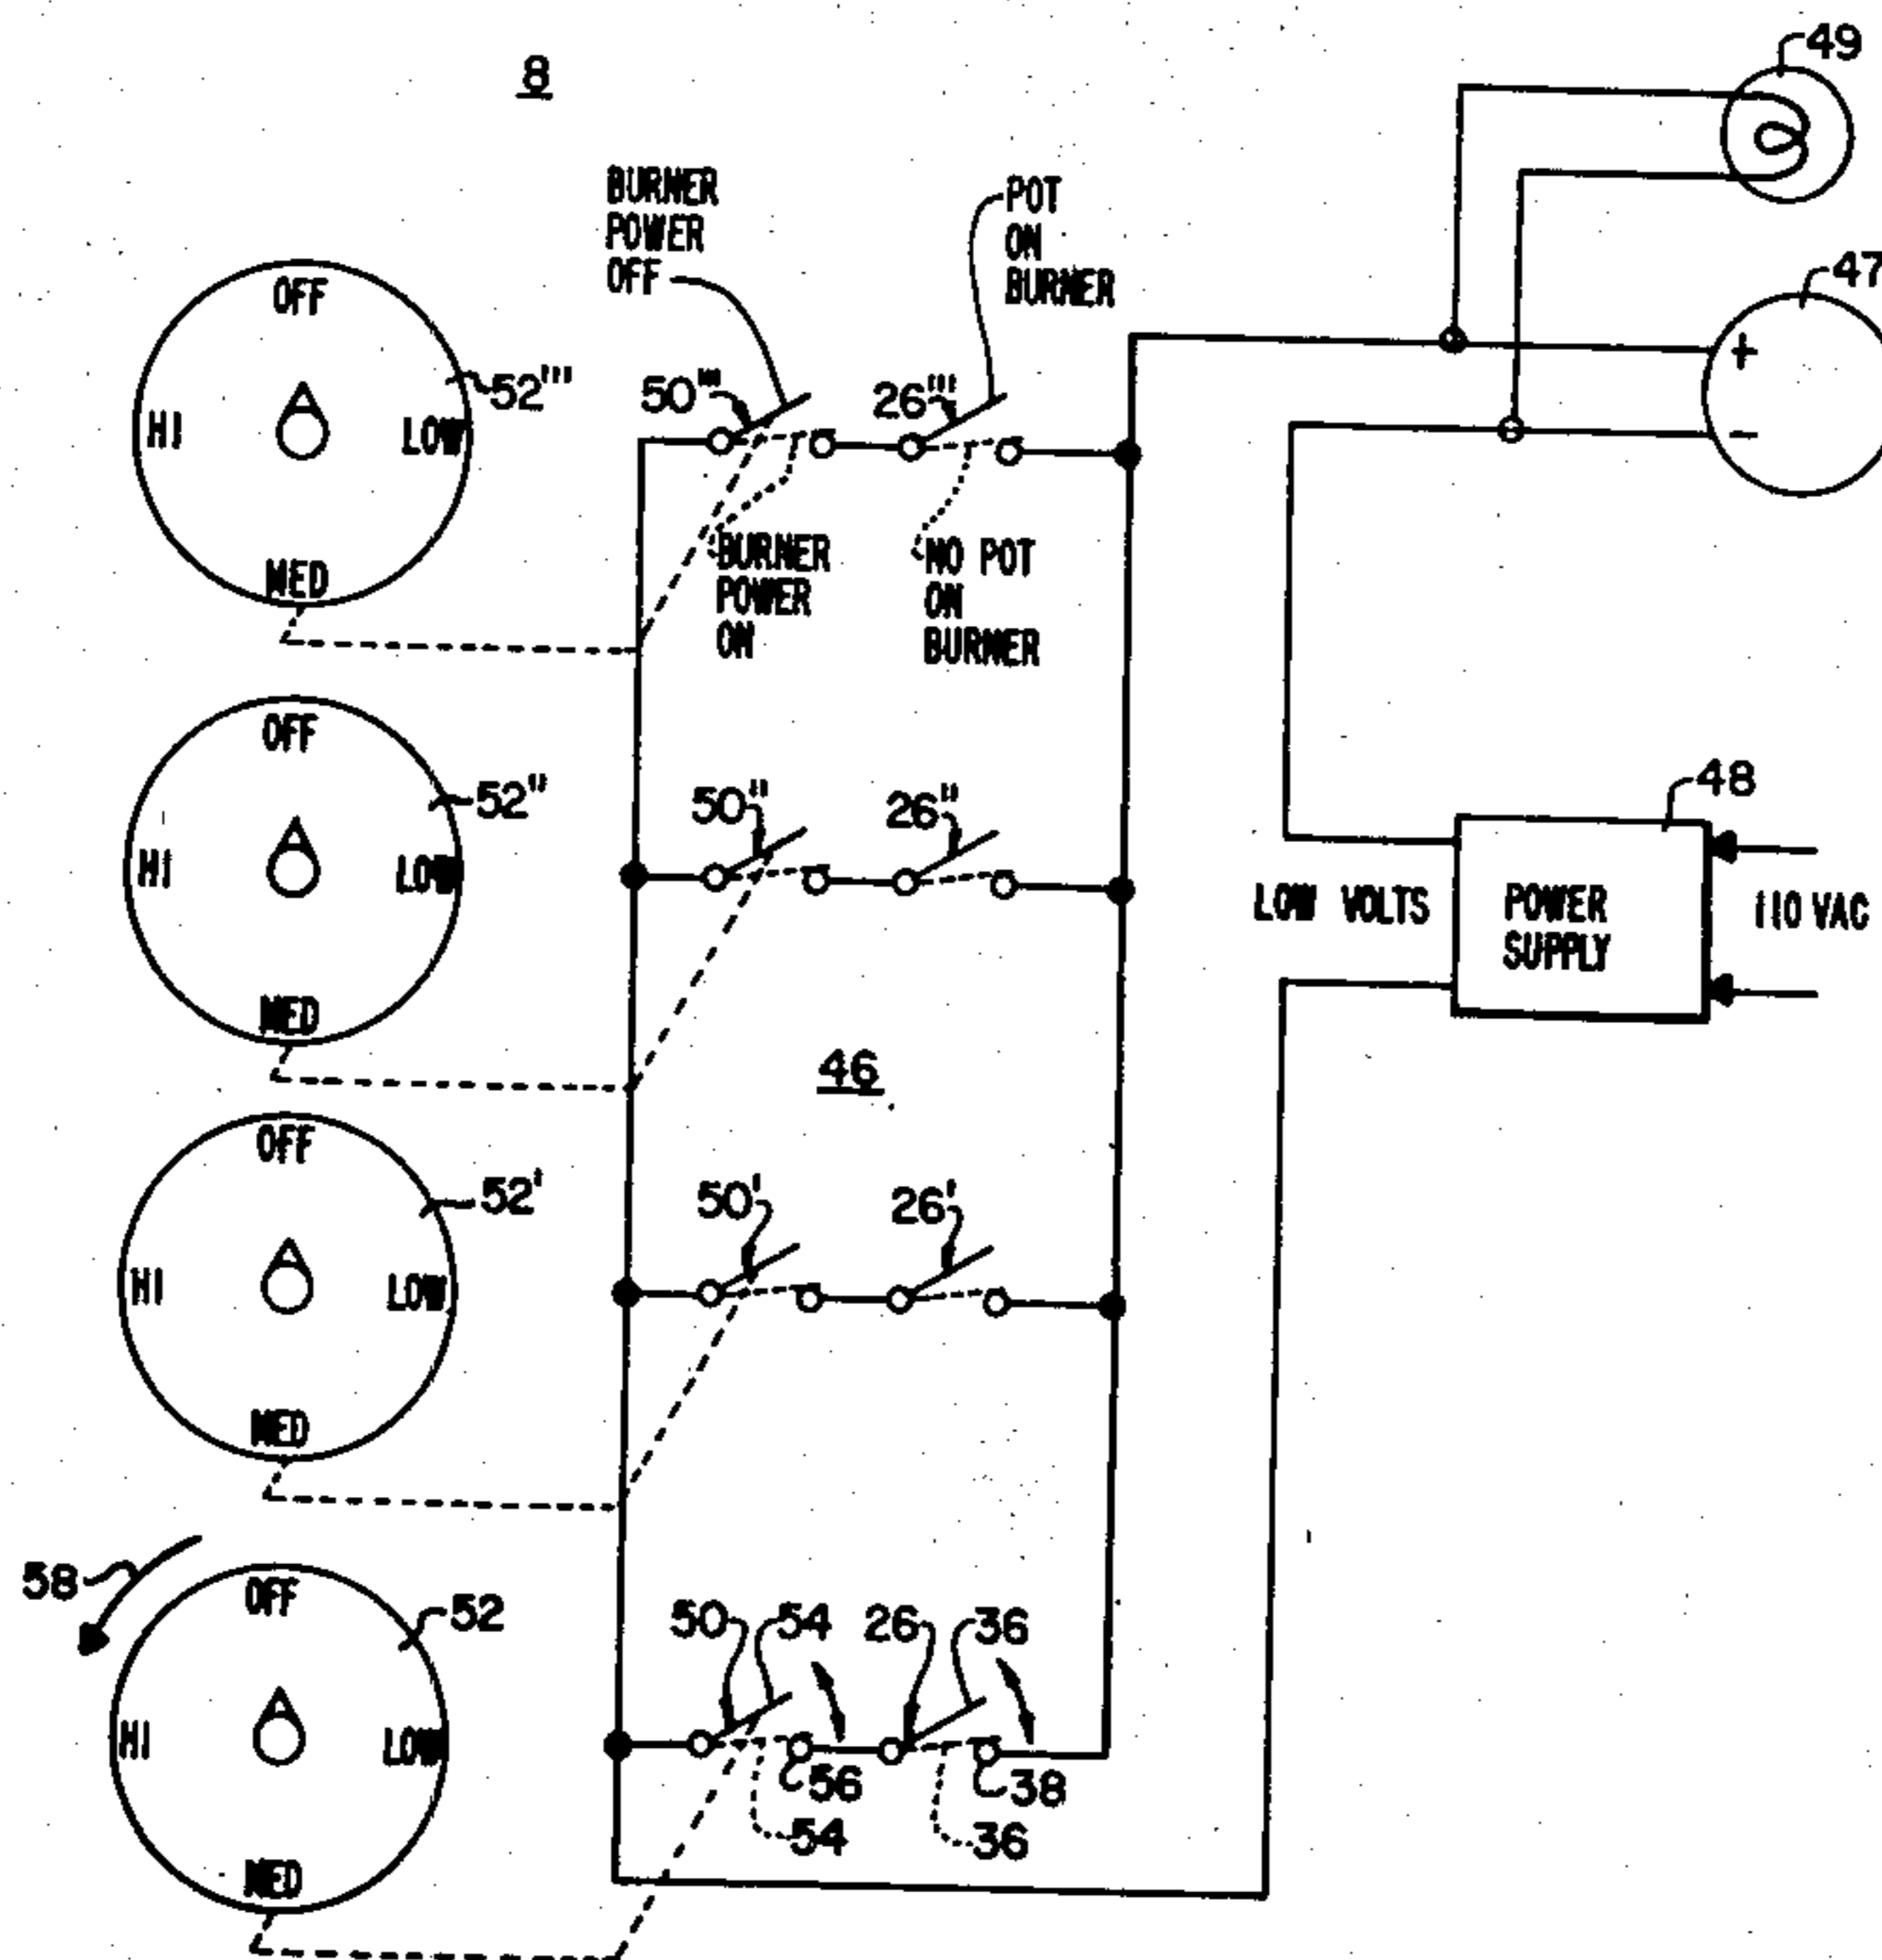 8
49
BURNER
POWER
OFF
POT
ON
BURNER
47
+
−
OFF
HI
LOW
MED
52'''
50'''
26'''
BURNER
POWER
ON
NO POT
ON
BURNER
OFF
HI
LOW
MED
52''
50''
26''
48
LOW VOLTS
POWER
SUPPLY
110 VAC
46
OFF
HI
LOW
MED
52'
50'
26'
58
OFF
HI
LOW
MED
52
50
54
26
36
56
38
54
36